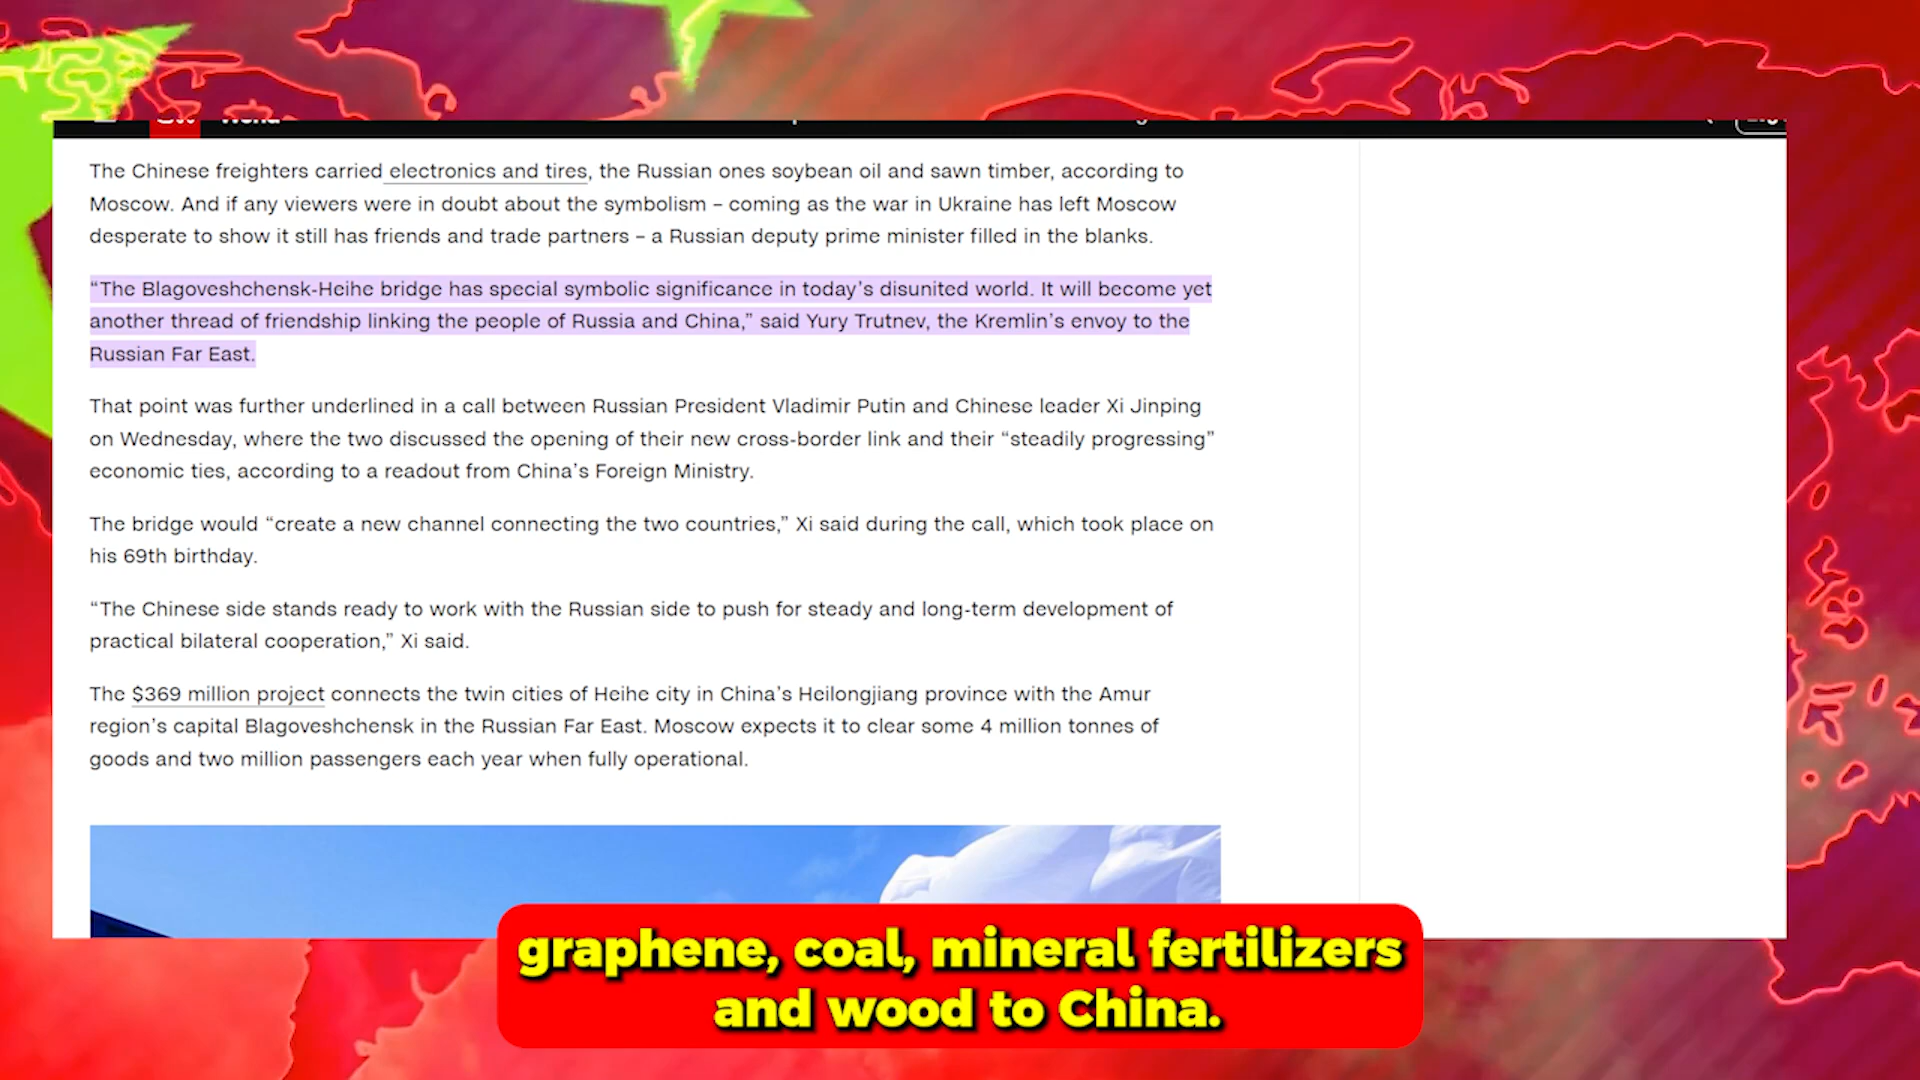 World
The Chinese freighters carried electronics and tires, the Russian ones soybean oil and sawn timber, according to
Moscow. And if any viewers were in doubt about the symbolism – coming as the war in Ukraine has left Moscow
desperate to show it still has friends and trade partners – a Russian deputy prime minister filled in the blanks.
“The Blagoveshchensk-Heihe bridge has special symbolic significance in today’s disunited world. It will become yet
another thread of friendship linking the people of Russia and China,” said Yury Trutnev, the Kremlin’s envoy to the
Russian Far East.
That point was further underlined in a call between Russian President Vladimir Putin and Chinese leader Xi Jinping
on Wednesday, where the two discussed the opening of their new cross-border link and their “steadily progressing”
economic ties, according to a readout from China’s Foreign Ministry.
The bridge would “create a new channel connecting the two countries,” Xi said during the call, which took place on
his 69th birthday.
“The Chinese side stands ready to work with the Russian side to push for steady and long-term development of
practical bilateral cooperation,” Xi said.
The $369 million project connects the twin cities of Heihe city in China’s Heilongjiang province with the Amur
region’s capital Blagoveshchensk in the Russian Far East. Moscow expects it to clear some 4 million tonnes of
goods and two million passengers each year when fully operational.
graphene, coal, mineral fertilizers
and wood to China.